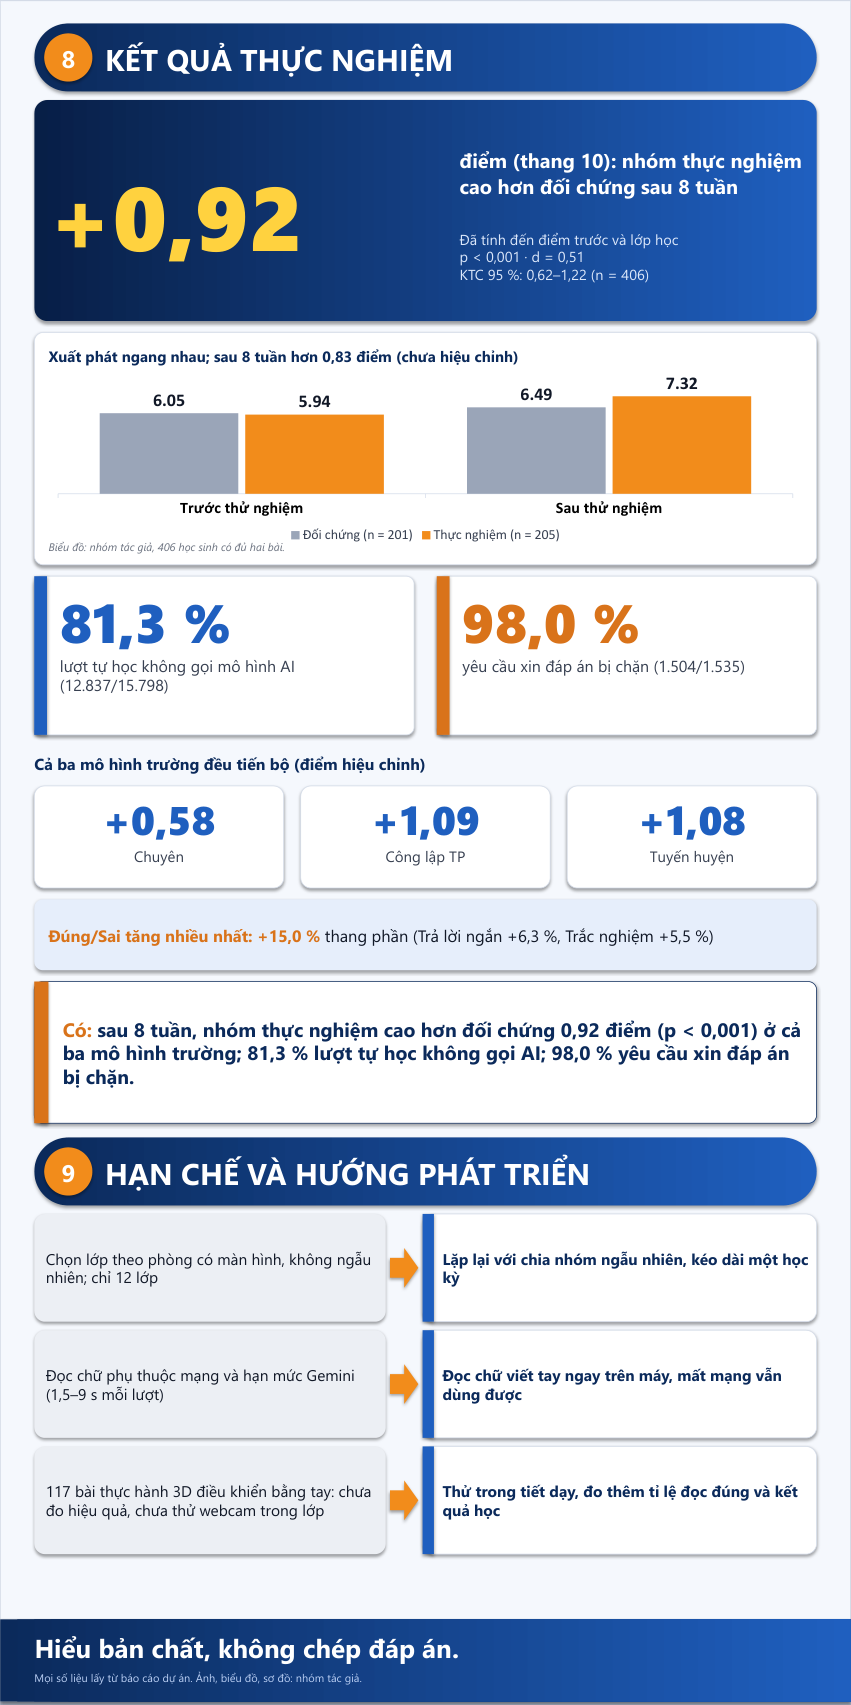 8
KẾT QUẢ THỰC NGHIỆM
+0,92
điểm (thang 10): nhóm thực nghiệm
cao hơn đối chứng sau 8 tuần
Đã tính đến điểm trước và lớp học
p < 0,001 · d = 0,51
KTC 95 %: 0,62–1,22 (n = 406)
Xuất phát ngang nhau; sau 8 tuần hơn 0,83 điểm (chưa hiệu chỉnh)
6.05
5.94
6.49
7.32
Trước thử nghiệm
Sau thử nghiệm
Đối chứng (n = 201)
Thực nghiệm (n = 205)
Biểu đồ: nhóm tác giả, 406 học sinh có đủ hai bài.
81,3 %
lượt tự học không gọi mô hình AI
(12.837/15.798)
98,0 %
yêu cầu xin đáp án bị chặn (1.504/1.535)
Cả ba mô hình trường đều tiến bộ (điểm hiệu chỉnh)
+0,58
Chuyên
+1,09
Công lập TP
+1,08
Tuyến huyện
Đúng/Sai tăng nhiều nhất: +15,0 % thang phần (Trả lời ngắn +6,3 %, Trắc nghiệm +5,5 %)
Có: sau 8 tuần, nhóm thực nghiệm cao hơn đối chứng 0,92 điểm (p < 0,001) ở cả
ba mô hình trường; 81,3 % lượt tự học không gọi AI; 98,0 % yêu cầu xin đáp án
bị chặn.
9
HẠN CHẾ VÀ HƯỚNG PHÁT TRIỂN
Chọn lớp theo phòng có màn hình, không ngẫu
nhiên; chỉ 12 lớp
Lặp lại với chia nhóm ngẫu nhiên, kéo dài một học
kỳ
Đọc chữ phụ thuộc mạng và hạn mức Gemini
(1,5–9 s mỗi lượt)
Đọc chữ viết tay ngay trên máy, mất mạng vẫn
dùng được
117 bài thực hành 3D điều khiển bằng tay: chưa
đo hiệu quả, chưa thử webcam trong lớp
Thử trong tiết dạy, đo thêm tỉ lệ đọc đúng và kết
quả học
Hiểu bản chất, không chép đáp án.
Mọi số liệu lấy từ báo cáo dự án. Ảnh, biểu đồ, sơ đồ: nhóm tác giả.